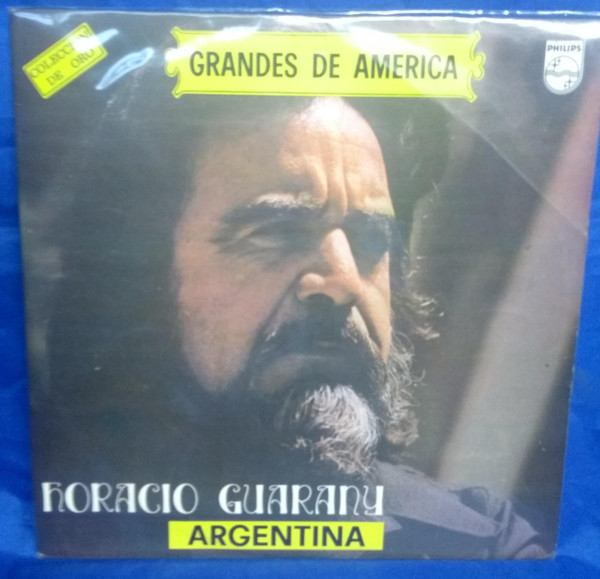 COLECCION
DE ORO
GRANDES DE AMERICA
PHILIPS
HORACIO GUARANY
ARGENTINA